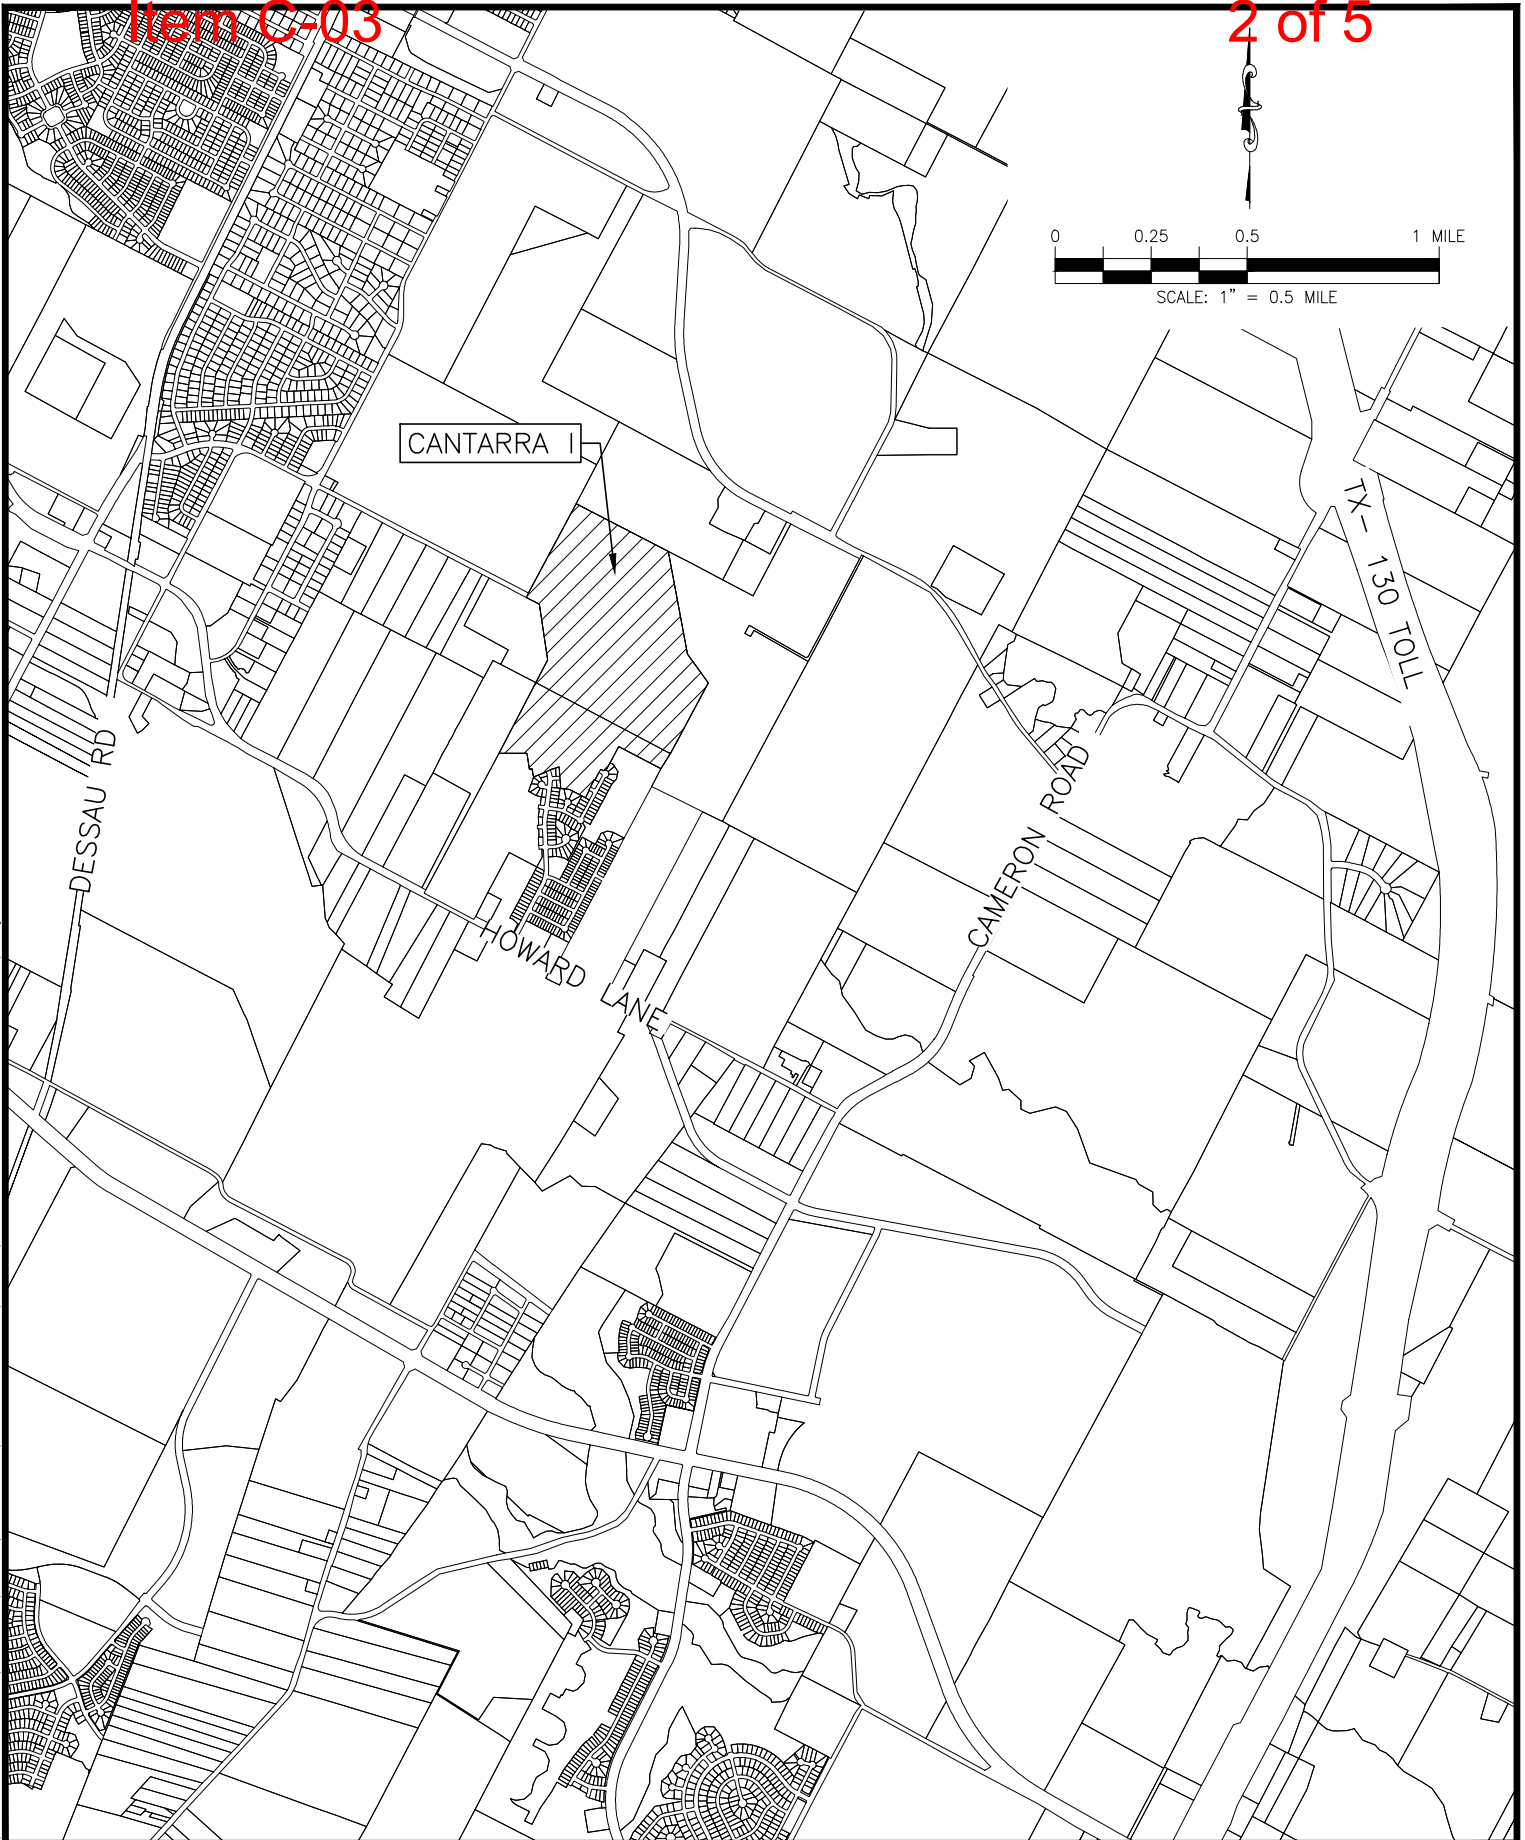 Item C-03
2 of 5
0 0.25 0.5 1 MILE
SCALE: 1" = 0.5 MILE
CANTARRA I
TX- 130 TOLL
DESSAU RD
CAMERON ROAD
HOWARD LANE